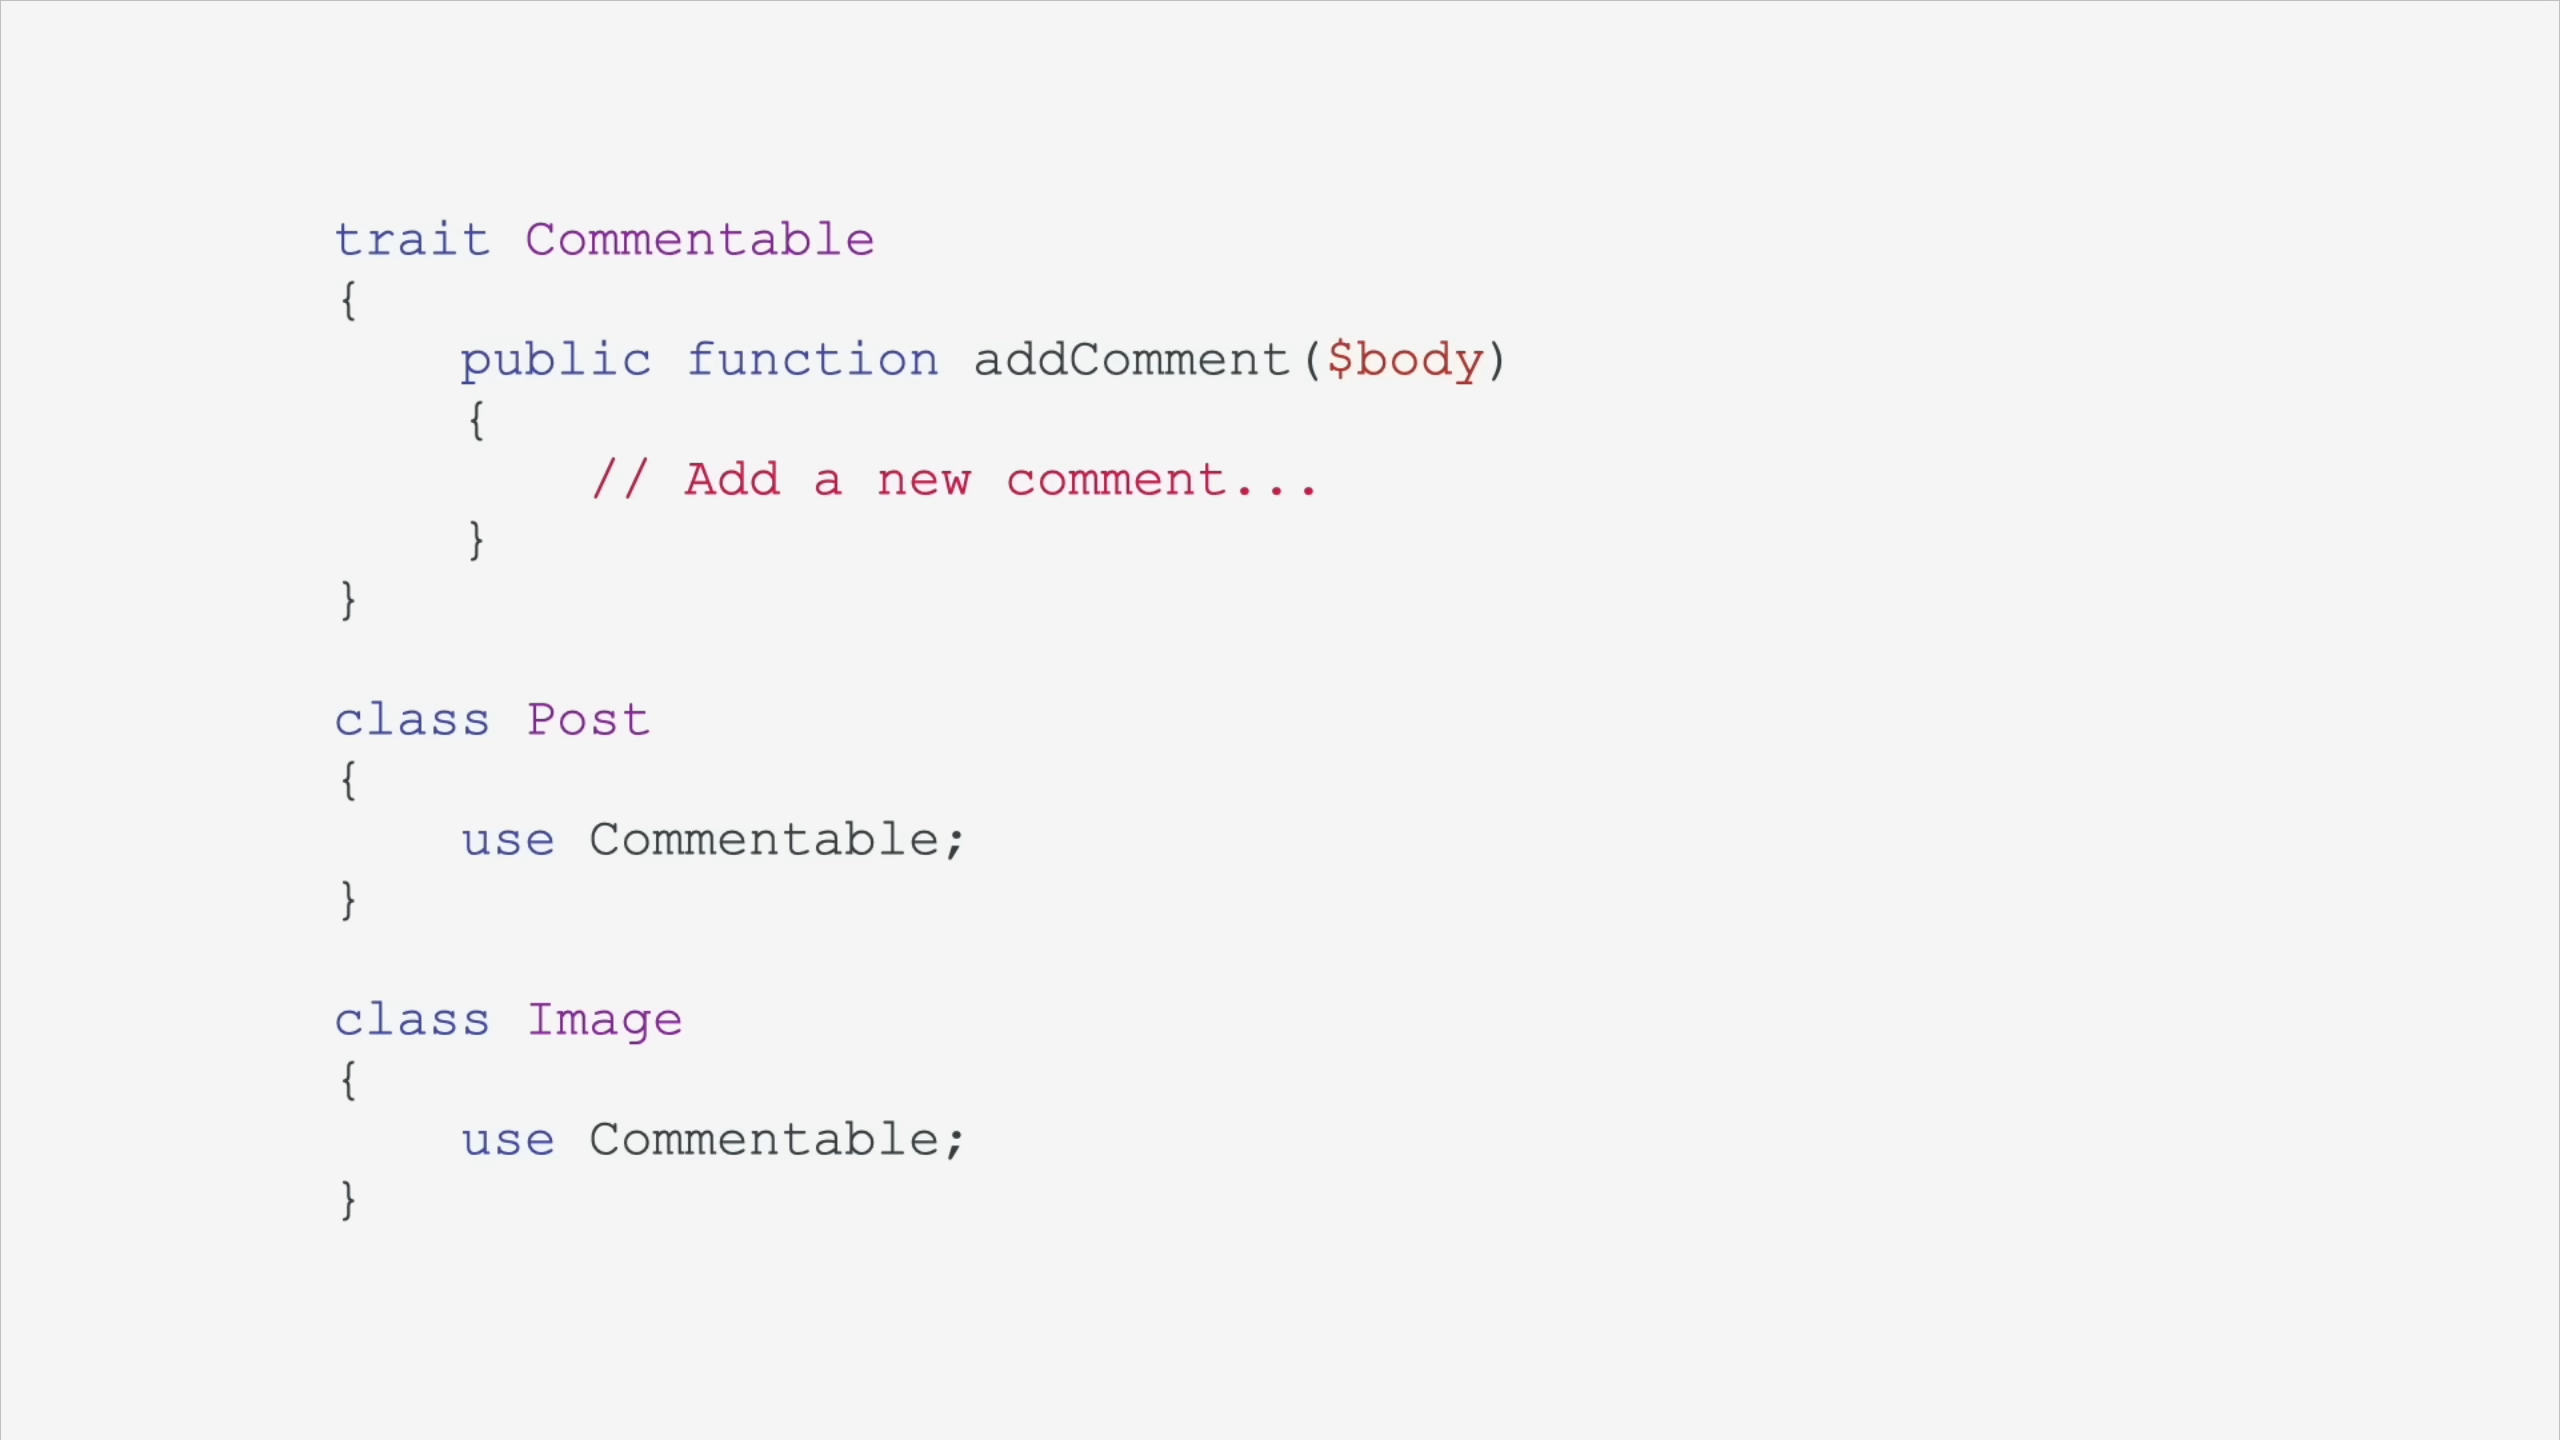 trait Commentable
{
    public function addComment($body)
    {
        // Add a new comment...
    }
}

class Post
{
    use Commentable;
}

class Image
{
    use Commentable;
}